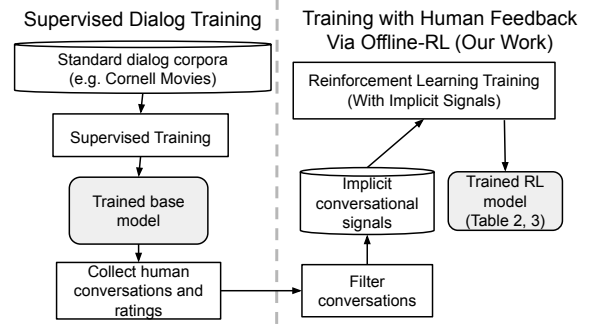 Supervised Dialog Training
Standard dialog corpora
(e.g. Cornell Movies)
Supervised Training
Trained base
model
Collect human
conversations and
ratings
Training with Human Feedback
Via Offline-RL (Our Work)
Reinforcement Learning Training
(With Implicit Signals)
Implicit
conversational
signals
Trained RL
model
(Table 2, 3)
Filter
conversations